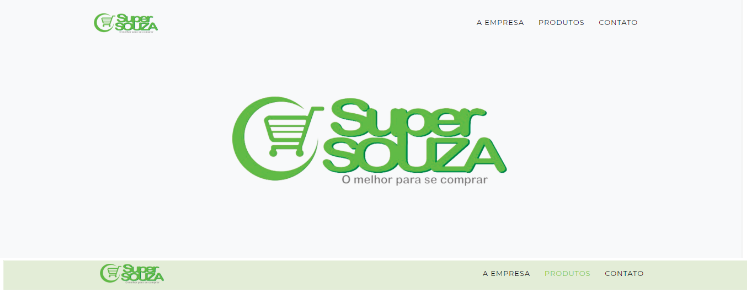 Super
SOUZA
A EMPRESA PRODUTOS CONTATO
Super
SOUZA
O melhor para se comprar
Super
SOUZA
A EMPRESA PRODUTOS CONTATO